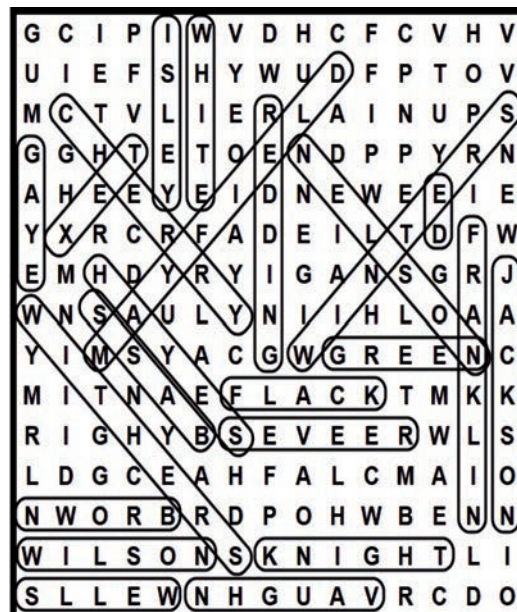 G C I P I W V D H C F C V H V
U I E F S H Y W U D F P T O V
M C T V L I E R L A I N U P S
G G H T E T O E N D P P Y R N
A H E E Y E I D N E W E E I E
Y X R C R F A D E I L T D F W
E M H D Y R Y I G A N S G R J
W N S A U L Y N I I H L O A A
Y I M S Y A C G W G R E E N C
M I T N A E F L A C K T M K K
R I G H Y B S E V E E R W L S
L D G C E A H F A L C M A I O
N W O R B R D P O H W B E N N
W I L S O N S K N I G H T L I
S L L E W N H G U A V R C D O